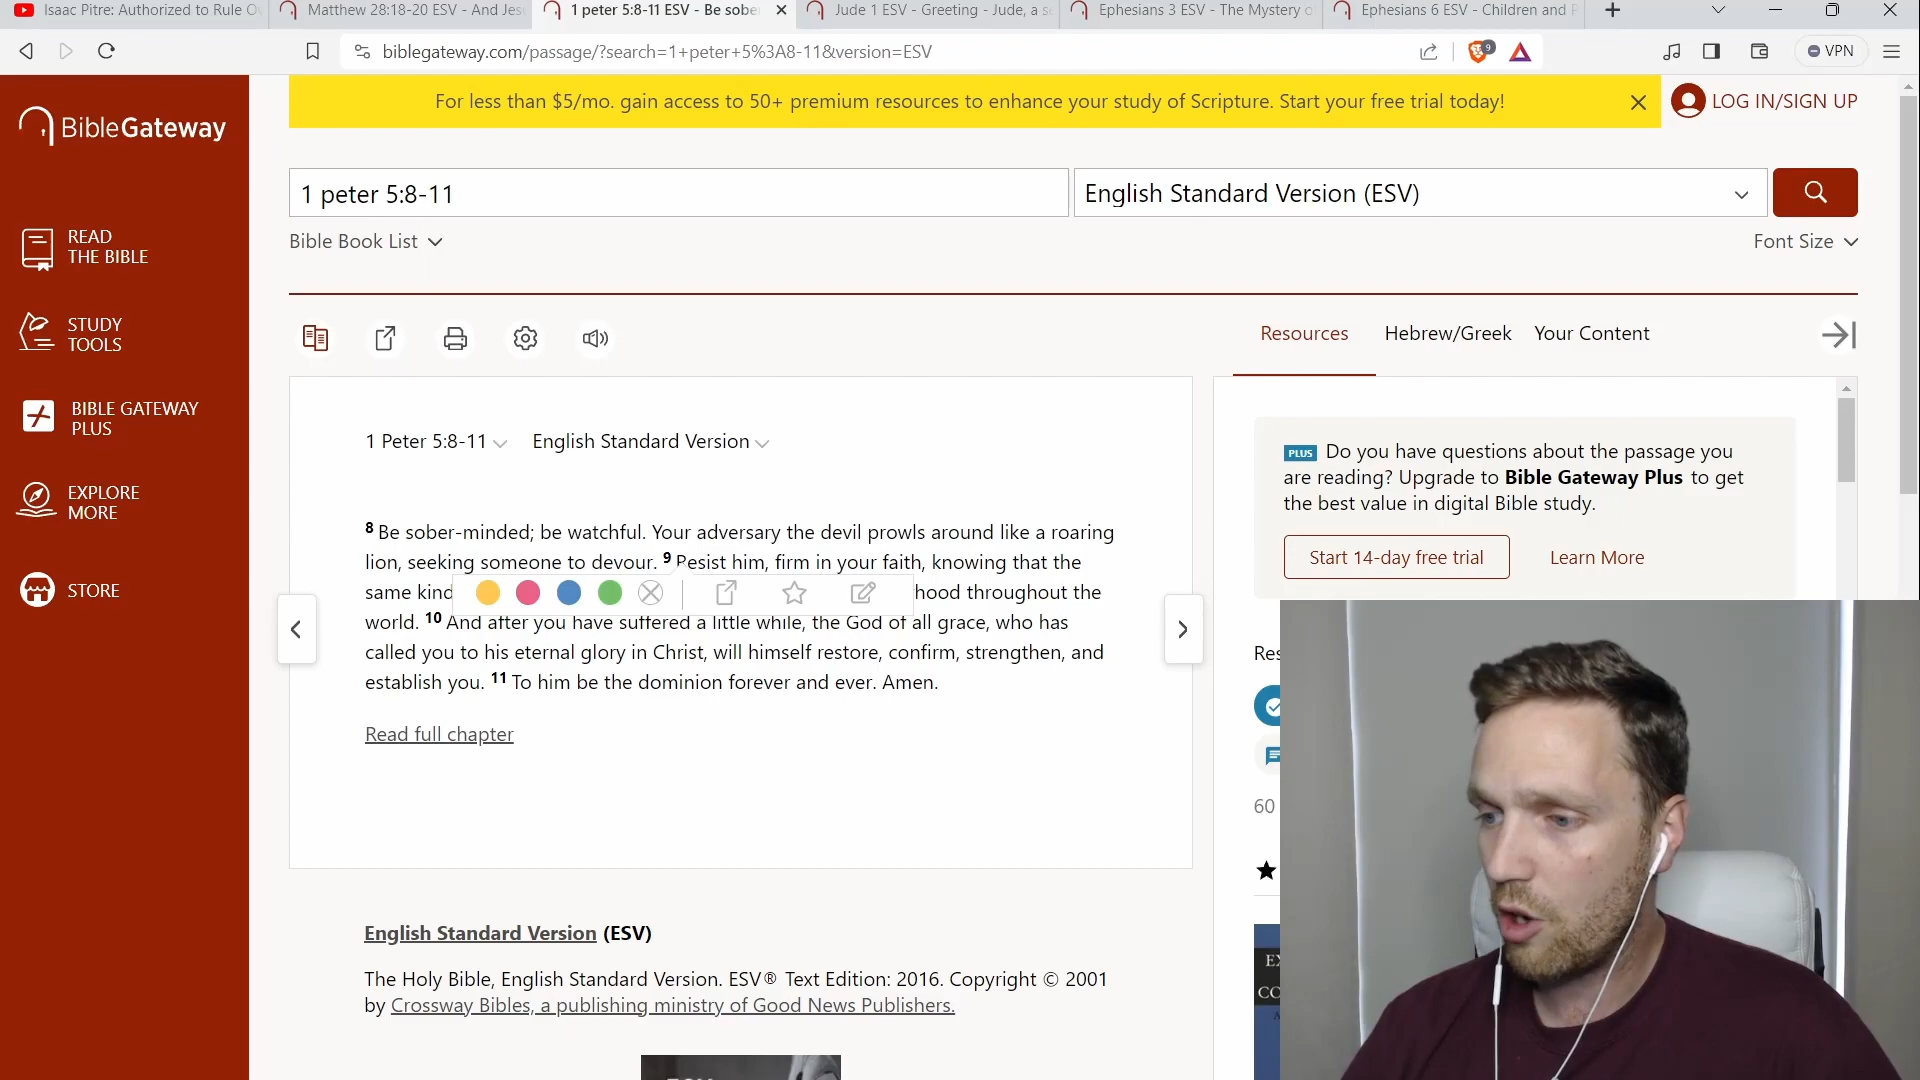 Isaac Pitre: Authorized to Rule O
Matthew 28:18-20 ESV - And Jes
1 peter 5:8-11 ESV - Be sobe
Jude 1 ESV - Greeting - Jude, a se
Ephesians 3 ESV - The Mystery o
Ephesians 6 ESV - Children and P
biblegateway.com/passage/?search=1+peter+5%3A8-11&version=ESV
9
VPN
BibleGateway
For less than $5/mo. gain access to 50+ premium resources to enhance your study of Scripture. Start your free trial today!
LOG IN/SIGN UP
1 peter 5:8-11
English Standard Version (ESV)
Bible Book List
Font Size
READ
THE BIBLE
STUDY
TOOLS
BIBLE GATEWAY
PLUS
EXPLORE
MORE
STORE
Resources
Hebrew/Greek
Your Content
1 Peter 5:8-11
English Standard Version
8 Be sober-minded; be watchful. Your adversary the devil prowls around like a roaring
lion, seeking someone to devour. 9 Resist him, firm in your faith, knowing that the
same kind hood throughout the
world. 10 And after you have suffered a little while, the God of all grace, who has
called you to his eternal glory in Christ, will himself restore, confirm, strengthen, and
establish you. 11 To him be the dominion forever and ever. Amen.
Read full chapter
English Standard Version (ESV)
The Holy Bible, English Standard Version. ESV® Text Edition: 2016. Copyright © 2001
by Crossway Bibles, a publishing ministry of Good News Publishers.
PLUS Do you have questions about the passage you
are reading? Upgrade to Bible Gateway Plus to get
the best value in digital Bible study.
Start 14-day free trial
Learn More
Res
60
EX
CO